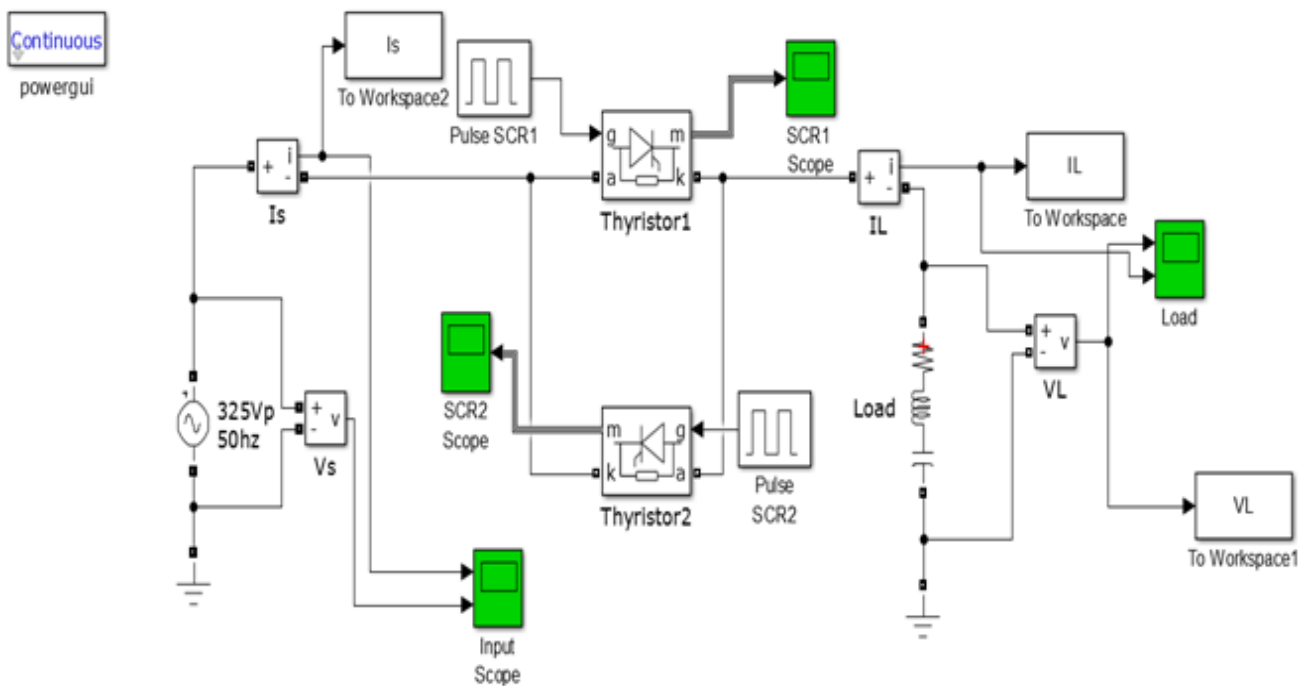 Continuous
powergui
Is
To Workspace2
Pulse SCR1
g
m
a
k
Thyristor1
SCR1
Scope
+
i
-
Is
+
i
-
IL
IL
To Workspace
Load
325Vp
50hz
+
-
v
Vs
SCR2
Scope
m
g
k
a
Thyristor2
Pulse
SCR2
Load
+
-
v
VL
VL
To Workspace1
Input
Scope